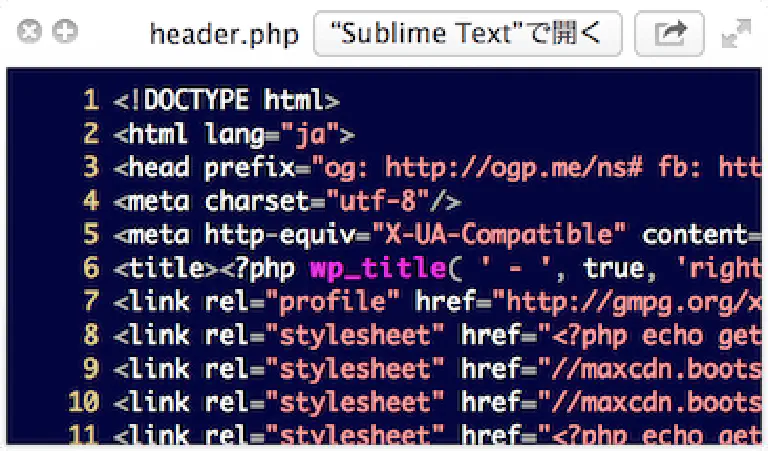 header.php "Sublime Text"で開く
1 <!DOCTYPE html>
2 <html lang="ja">
3 <head prefix="og: http://ogp.me/ns# fb: htt
4 <meta charset="utf-8"/>
5 <meta http-equiv="X-UA-Compatible" content=
6 <title><?php wp_title( ' - ', true, 'right
7 <link rel="profile" href="http://gmpg.org/x
8 <link rel="stylesheet" href="<?php echo get
9 <link rel="stylesheet" href="//maxcdn.boots
10 <link rel="stylesheet" href="//maxcdn.boots
11 <link rel="stylesheet" href="<?php echo get